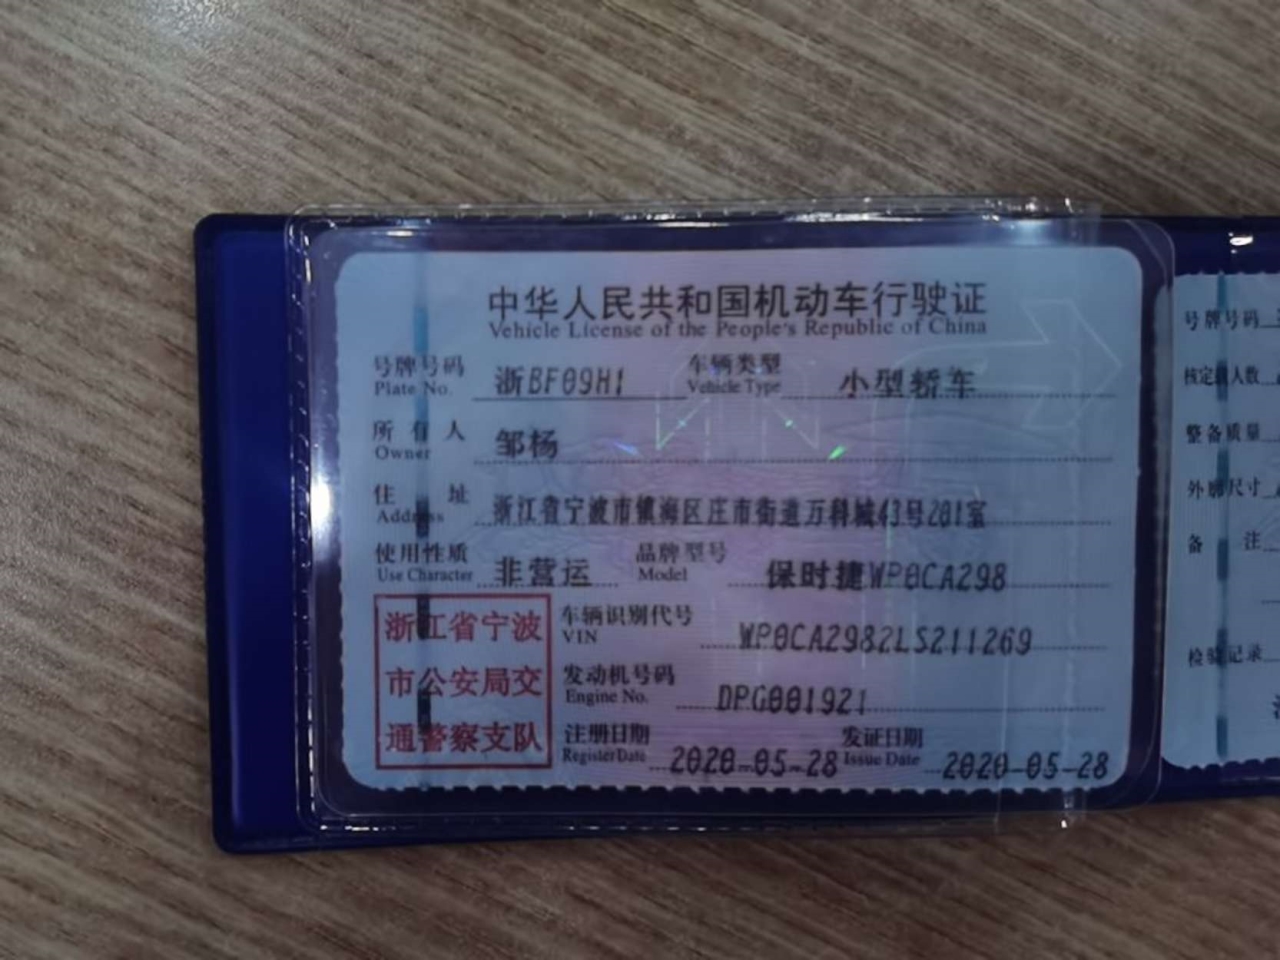 中华人民共和国机动车行驶证
Vehicle License of the People's Republic of China
号牌号码 浙BF09H1 车辆类型 小型轿车
Plate No. Vehicle Type
所有人 邹杨
Owner
住址 浙江省宁波市镇海区庄市街道万科城43号201室
Address
使用性质 非营运 品牌型号 保时捷WP0CA298
Use Character Model
浙江省宁波
市公安局交
通警察支队
车辆识别代号 WP0CA2982LS211269
VIN
发动机号码 DPG001921
Engine No.
注册日期 2020-05-28 发证日期 2020-05-28
Register Date Issue Date
号牌号码
核定载人数
整备质量
外廓尺寸
备注
检验记录